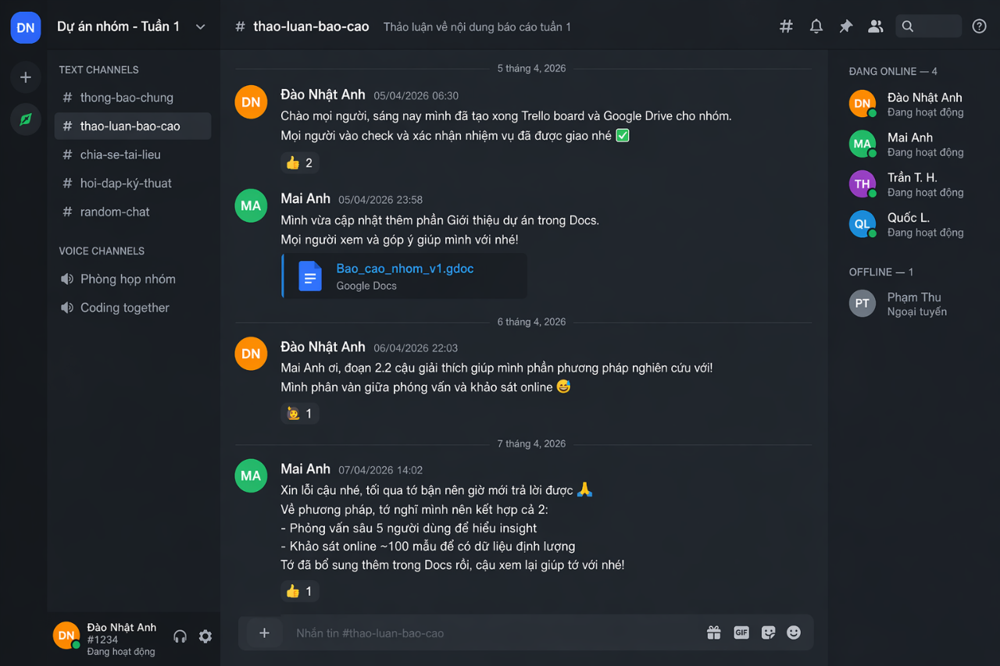 DN
Dự án nhóm - Tuần 1
# thao-luan-bao-cao
Thảo luận về nội dung báo cáo tuần 1
TEXT CHANNELS
# thong-bao-chung
# thao-luan-bao-cao
# chia-se-tai-lieu
# hoi-dap-ký-thuat
# random-chat
VOICE CHANNELS
Phòng họp nhóm
Coding together
DN
Đào Nhật Anh
#1234
Đang hoạt động
5 tháng 4, 2026
DN
Đào Nhật Anh 05/04/2026 06:30
Chào mọi người, sáng nay mình đã tạo xong Trello board và Google Drive cho nhóm.
Mọi người vào check và xác nhận nhiệm vụ đã được giao nhé ✅
👍 2
MA
Mai Anh 05/04/2026 23:58
Mình vừa cập nhật thêm phần Giới thiệu dự án trong Docs.
Mọi người xem và góp ý giúp mình với nhé!
Bao_cao_nhom_v1.gdoc
Google Docs
6 tháng 4, 2026
DN
Đào Nhật Anh 06/04/2026 22:03
Mai Anh ơi, đoạn 2.2 cậu giải thích giúp mình phần phương pháp nghiên cứu với!
Mình phân vàn giữa phóng vấn và khảo sát online 😅
🙋 1
7 tháng 4, 2026
MA
Mai Anh 07/04/2026 14:02
Xin lỗi cậu nhé, tối qua tớ bận nên giờ mới trả lời được 🙏
Về phương pháp, tớ nghĩ mình nên kết hợp cả 2:
- Phỏng vấn sâu 5 người dùng để hiểu insight
- Khảo sát online ~100 mẫu để có dữ liệu định lượng
Tớ đã bổ sung thêm trong Docs rồi, cậu xem lại giúp tớ với nhé!
👍 1
Nhắn tin #thao-luan-bao-cao
GIF
ĐANG ONLINE — 4
DN
Đào Nhật Anh
Đang hoạt động
MA
Mai Anh
Đang hoạt động
TH
Trần T. H.
Đang hoạt động
QL
Quốc L.
Đang hoạt động
OFFLINE — 1
PT
Phạm Thu
Ngoại tuyến